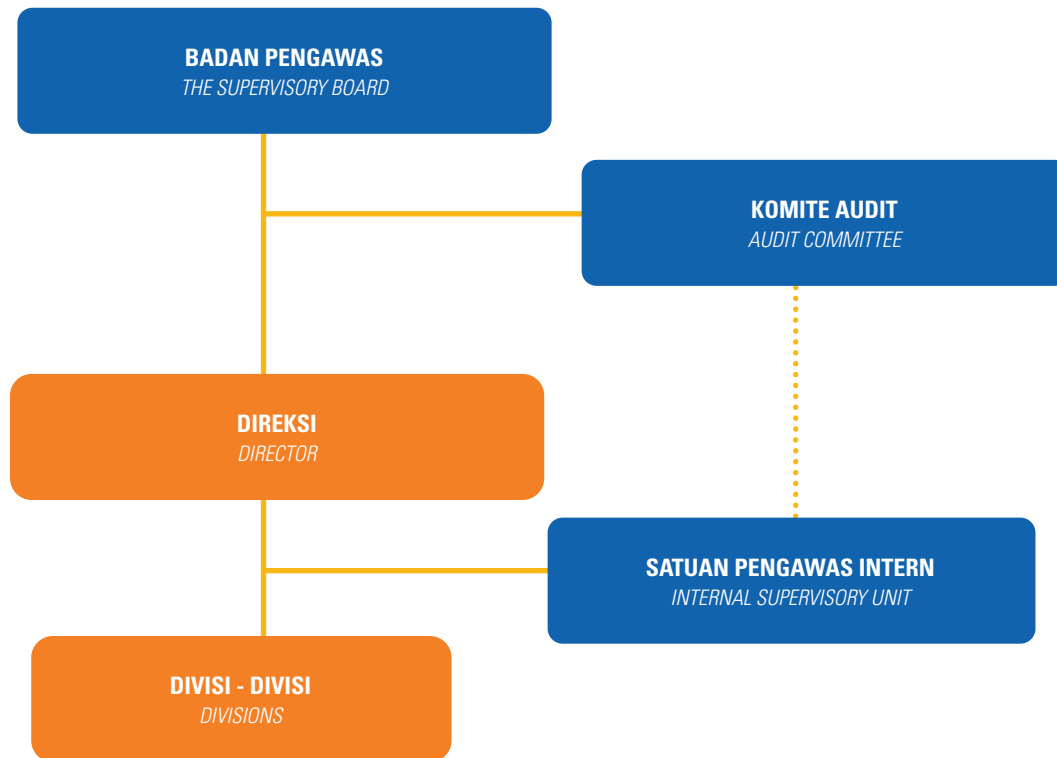 BADAN PENGAWAS
THE SUPERVISORY BOARD
KOMITE AUDIT
AUDIT COMMITTEE
DIREKSI
DIRECTOR
SATUAN PENGAWAS INTERN
INTERNAL SUPERVISORY UNIT
DIVISI - DIVISI
DIVISIONS